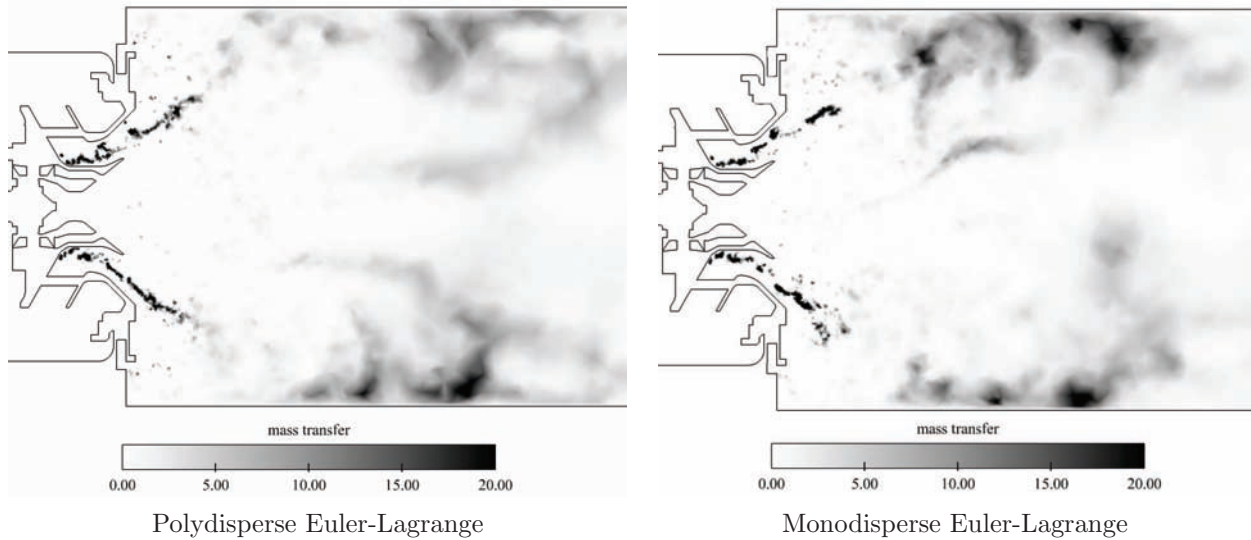 mass transfer
0.00 5.00 10.00 15.00 20.00
Polydisperse Euler-Lagrange
mass transfer
0.00 5.00 10.00 15.00 20.00
Monodisperse Euler-Lagrange